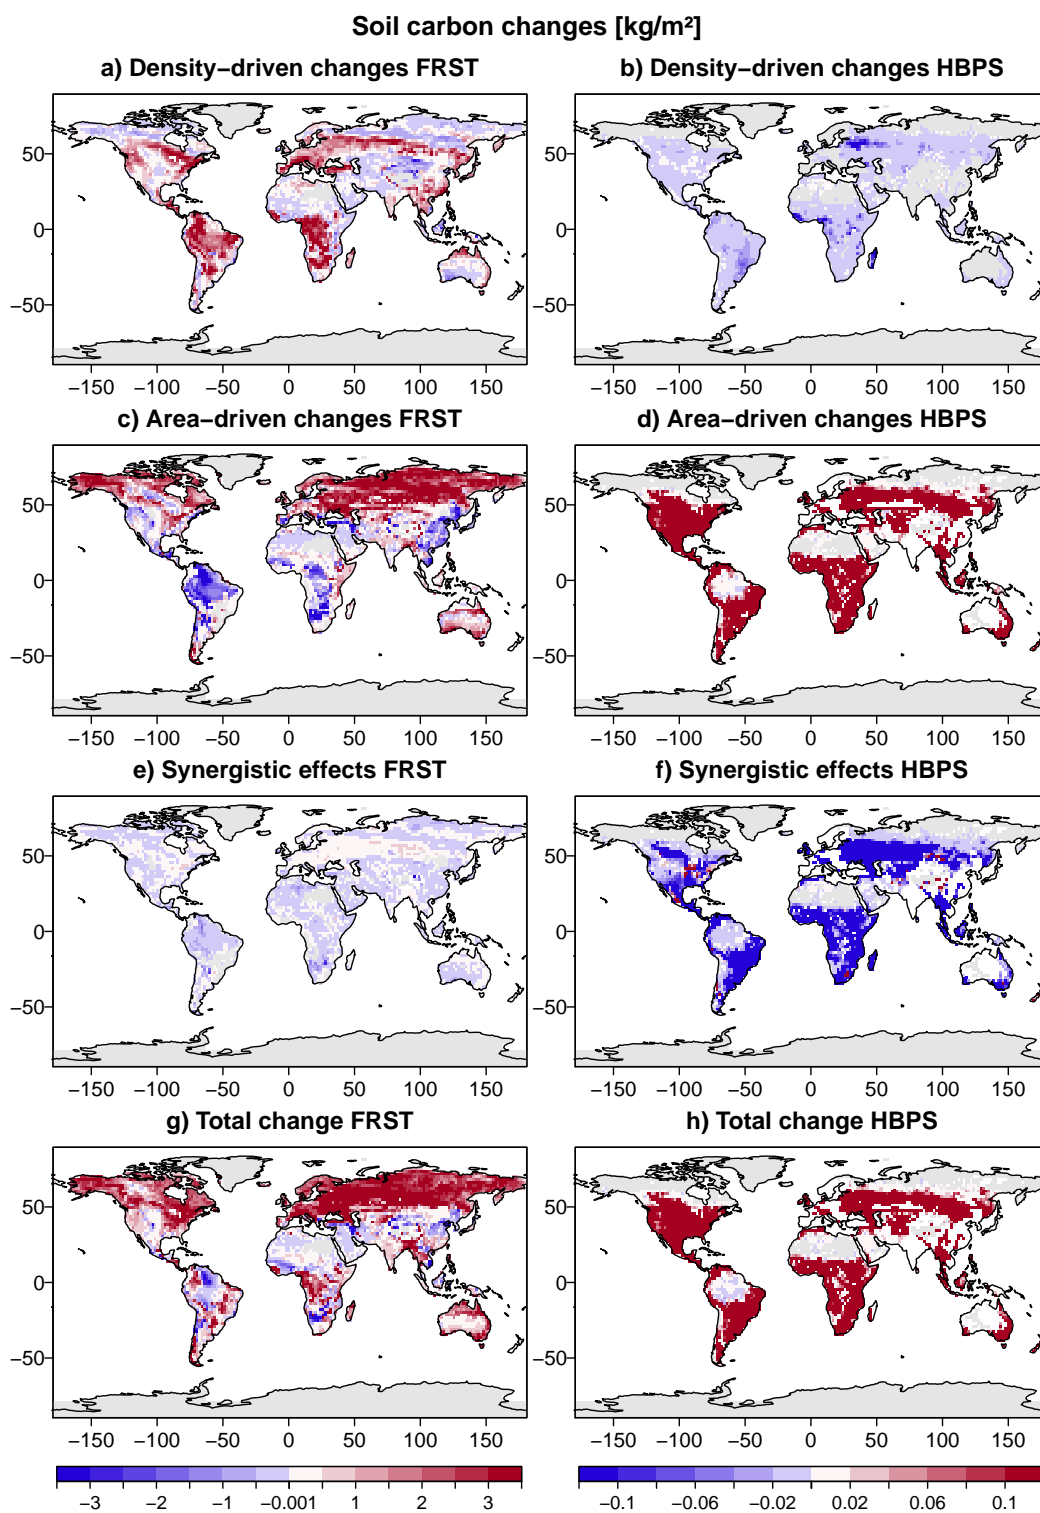 Soil carbon changes [kg/m²]
a) Density−driven changes FRST
b) Density−driven changes HBPS
50
0
−50
−150 −100 −50 0 50 100 150
50
0
−50
−150 −100 −50 0 50 100 150
c) Area−driven changes FRST
d) Area−driven changes HBPS
50
0
−50
−150 −100 −50 0 50 100 150
50
0
−50
−150 −100 −50 0 50 100 150
e) Synergistic effects FRST
f) Synergistic effects HBPS
50
0
−50
−150 −100 −50 0 50 100 150
50
0
−50
−150 −100 −50 0 50 100 150
g) Total change FRST
h) Total change HBPS
50
0
−50
−150 −100 −50 0 50 100 150
50
0
−50
−150 −100 −50 0 50 100 150
−3 −2 −1 −0.001 1 2 3
−0.1 −0.06 −0.02 0.02 0.06 0.1